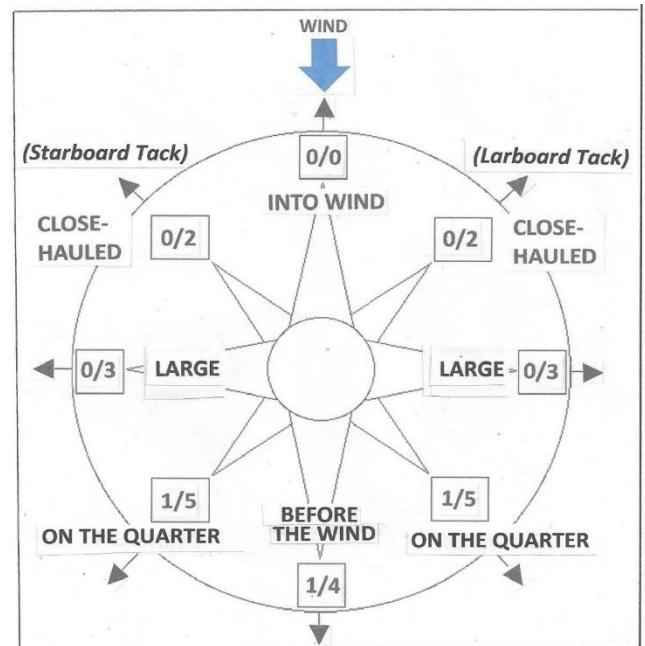 WIND
(Starboard Tack)
(Larboard Tack)
0/0
INTO WIND
CLOSE-
HAULED
0/2
0/2
CLOSE-
HAULED
0/3
LARGE
LARGE
0/3
1/5
1/5
ON THE QUARTER
BEFORE
THE WIND
ON THE QUARTER
1/4